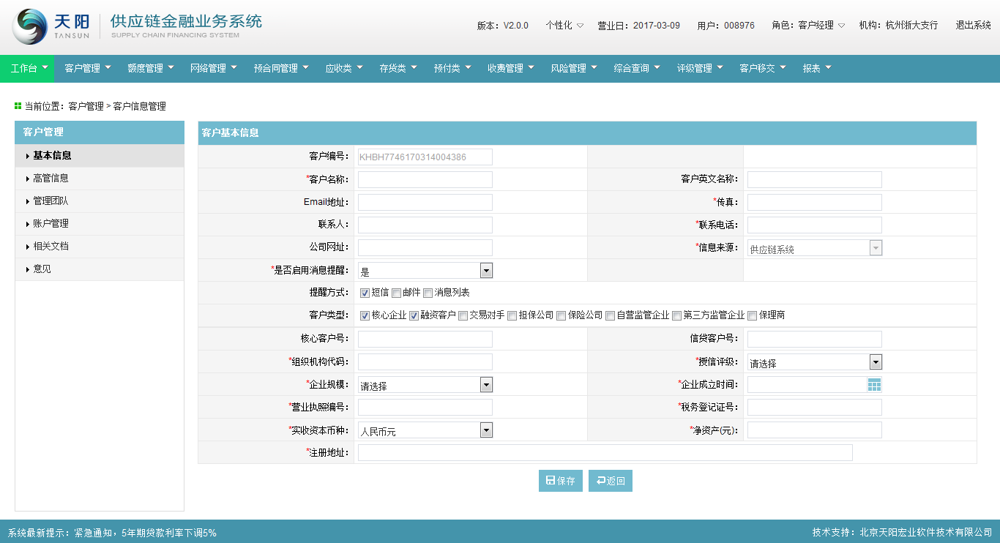 天阳 TANSUN 供应链金融业务系统
SUPPLY CHAIN FINANCING SYSTEM
版本：V2.0.0 个性化 营业日：2017-03-09 用户：008976 角色：客户经理 机构：杭州浙大支行 退出系统
工作台 客户管理 额度管理 网络管理 预合同管理 应收类 存货类 预付类 收费管理 风险管理 综合查询 评级管理 客户移交 报表
当前位置：客户管理 > 客户信息管理
客户管理
基本信息
高管信息
管理团队
账户管理
相关文档
意见
客户基本信息
客户编号： KHBH7746170314004386
*客户名称： 客户英文名称：
Email地址： *传真：
联系人： *联系电话：
公司网址： *信息来源： 供应链系统
*是否启用消息提醒： 是
提醒方式： 短信 邮件 消息列表
客户类型： 核心企业 融资客户 交易对手 担保公司 保险公司 自营监管企业 第三方监管企业 保理商
核心客户号： 信贷客户号：
*组织机构代码： *授信评级： 请选择
*企业规模： 请选择 *企业成立时间：
*营业执照编号： *税务登记证号：
*实收资本币种： 人民币元 *净资产(元)：
*注册地址：
保存 返回
系统最新提示：紧急通知，5年期贷款利率下调5% 技术支持：北京天阳宏业软件技术有限公司